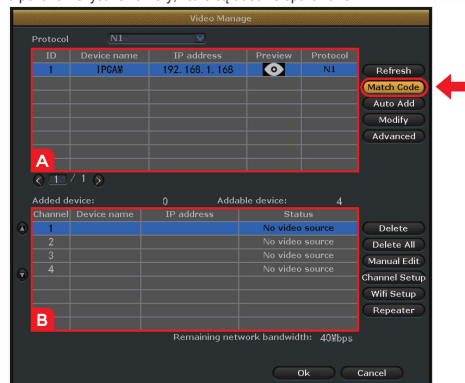 Video Manage
Protocol N1
ID Device name IP address Preview Protocol
1 IPCAM 192.168.1.168 N1
Refresh
Match Code
Auto Add
Modify
Advanced
A
1 / 1
Added device: 0 Addable device: 4
Channel Device name IP address Status
1 No video source
2 No video source
3 No video source
4 No video source
Delete
Delete All
Manual Edit
Channel Setup
Wifi Setup
Repeater
B
Remaining network bandwidth: 40Mbps
Ok Cancel